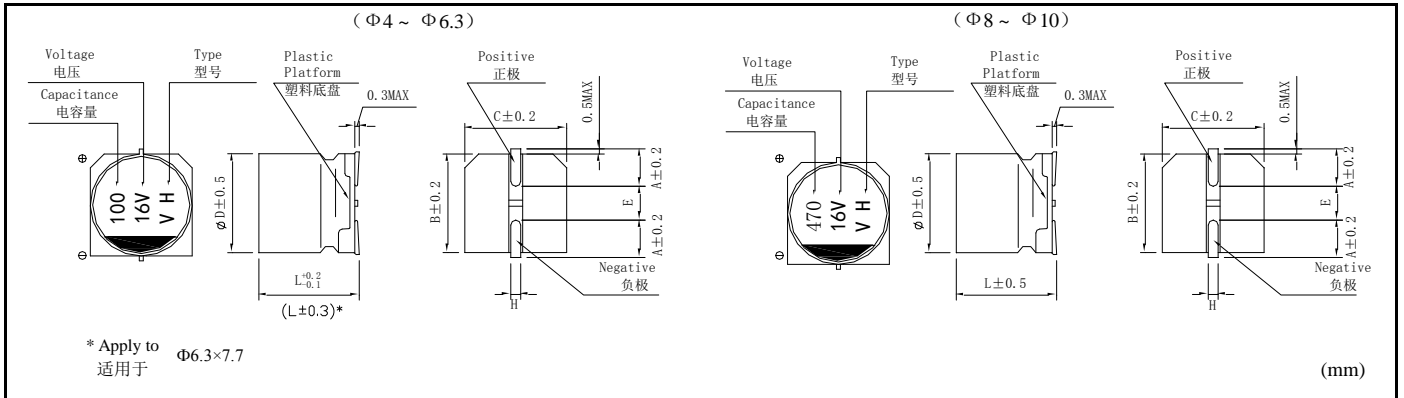 （Φ4 ~ Φ6.3）
Voltage
电压
Type
型号
Capacitance
电容量
Plastic
Platform
塑料底盘
0.3MAX
Positive
正极
0.5MAX
C±0.2
⊕
100
16V
V H
⊖
ϕD±0.5
L +0.2 -0.1
(L±0.3)*
B±0.2
A±0.2
E
A±0.2
Negative
负极
H
* Apply to Φ6.3×7.7
适用于
（Φ8 ~ Φ10）
Voltage
电压
Type
型号
Capacitance
电容量
Plastic
Platform
塑料底盘
0.3MAX
Positive
正极
0.5MAX
C±0.2
⊕
470
16V
V H
⊖
ϕD±0.5
L±0.5
B±0.2
A±0.2
E
A±0.2
Negative
负极
H
(mm)